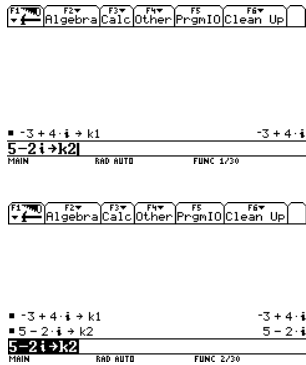 F1 F2 F3 F4 F5 F6
Algebra Calc Other PrgmIO Clean Up
-3 + 4·i → k1 -3 + 4·i
5-2i→k2
MAIN RAD AUTO FUNC 1/30
F1 F2 F3 F4 F5 F6
Algebra Calc Other PrgmIO Clean Up
-3 + 4·i → k1 -3 + 4·i
5 - 2·i → k2 5 - 2·i
5-2i→k2
MAIN RAD AUTO FUNC 2/30